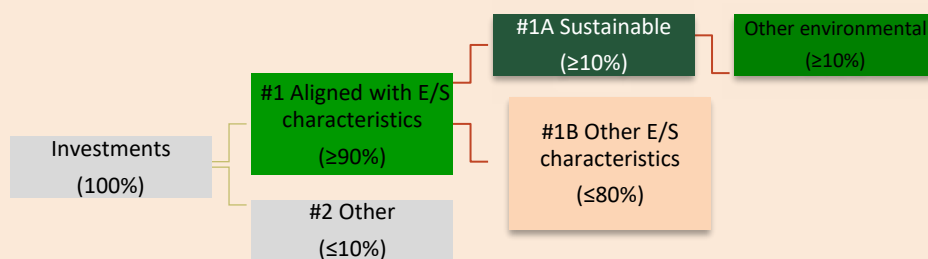 Investments
(100%)
#1 Aligned with E/S
characteristics
(≥90%)
#2 Other
(≤10%)
#1A Sustainable
(≥10%)
#1B Other E/S
characteristics
(≤80%)
Other environmental
(≥10%)